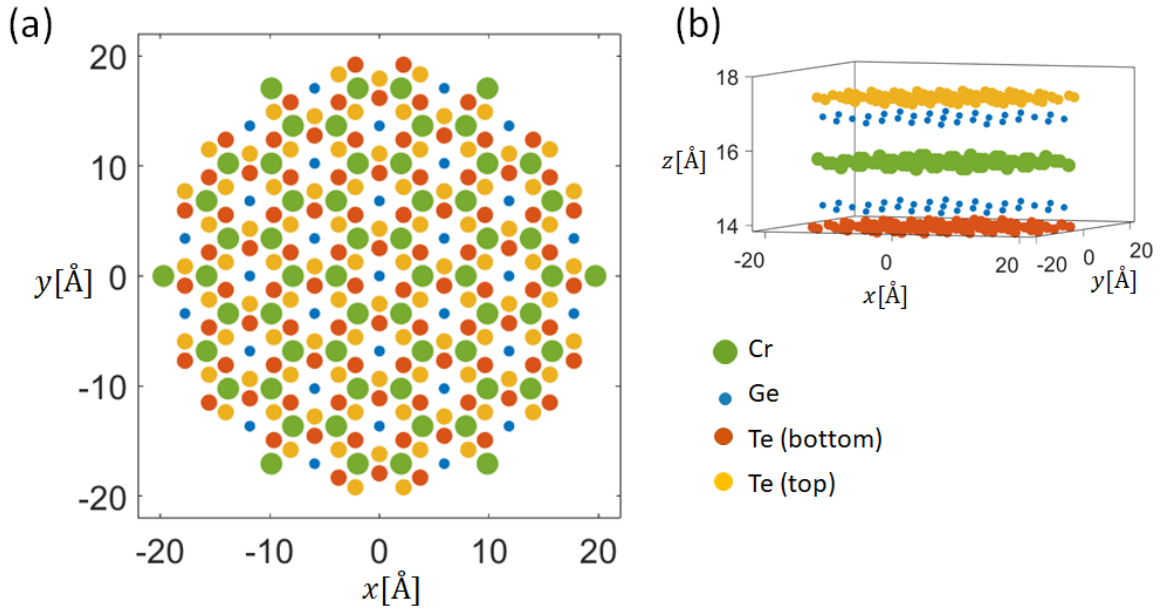 (a)
20
10
y[Å] 0
-10
-20
-20 -10 0 10 20
x[Å]
(b)
18
16
z[Å]
14
-20 0 20 -20 0 20
x[Å] y[Å]
Cr
Ge
Te (bottom)
Te (top)